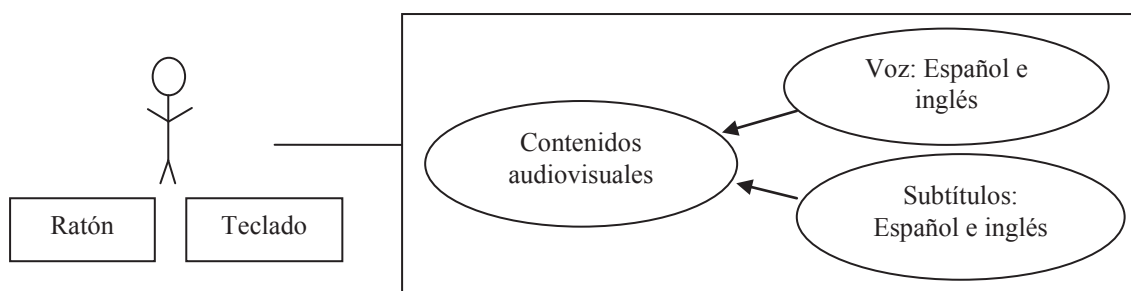 Voz: Español e
inglés
Contenidos
audiovisuales
Subtítulos:
Español e inglés
Ratón
Teclado